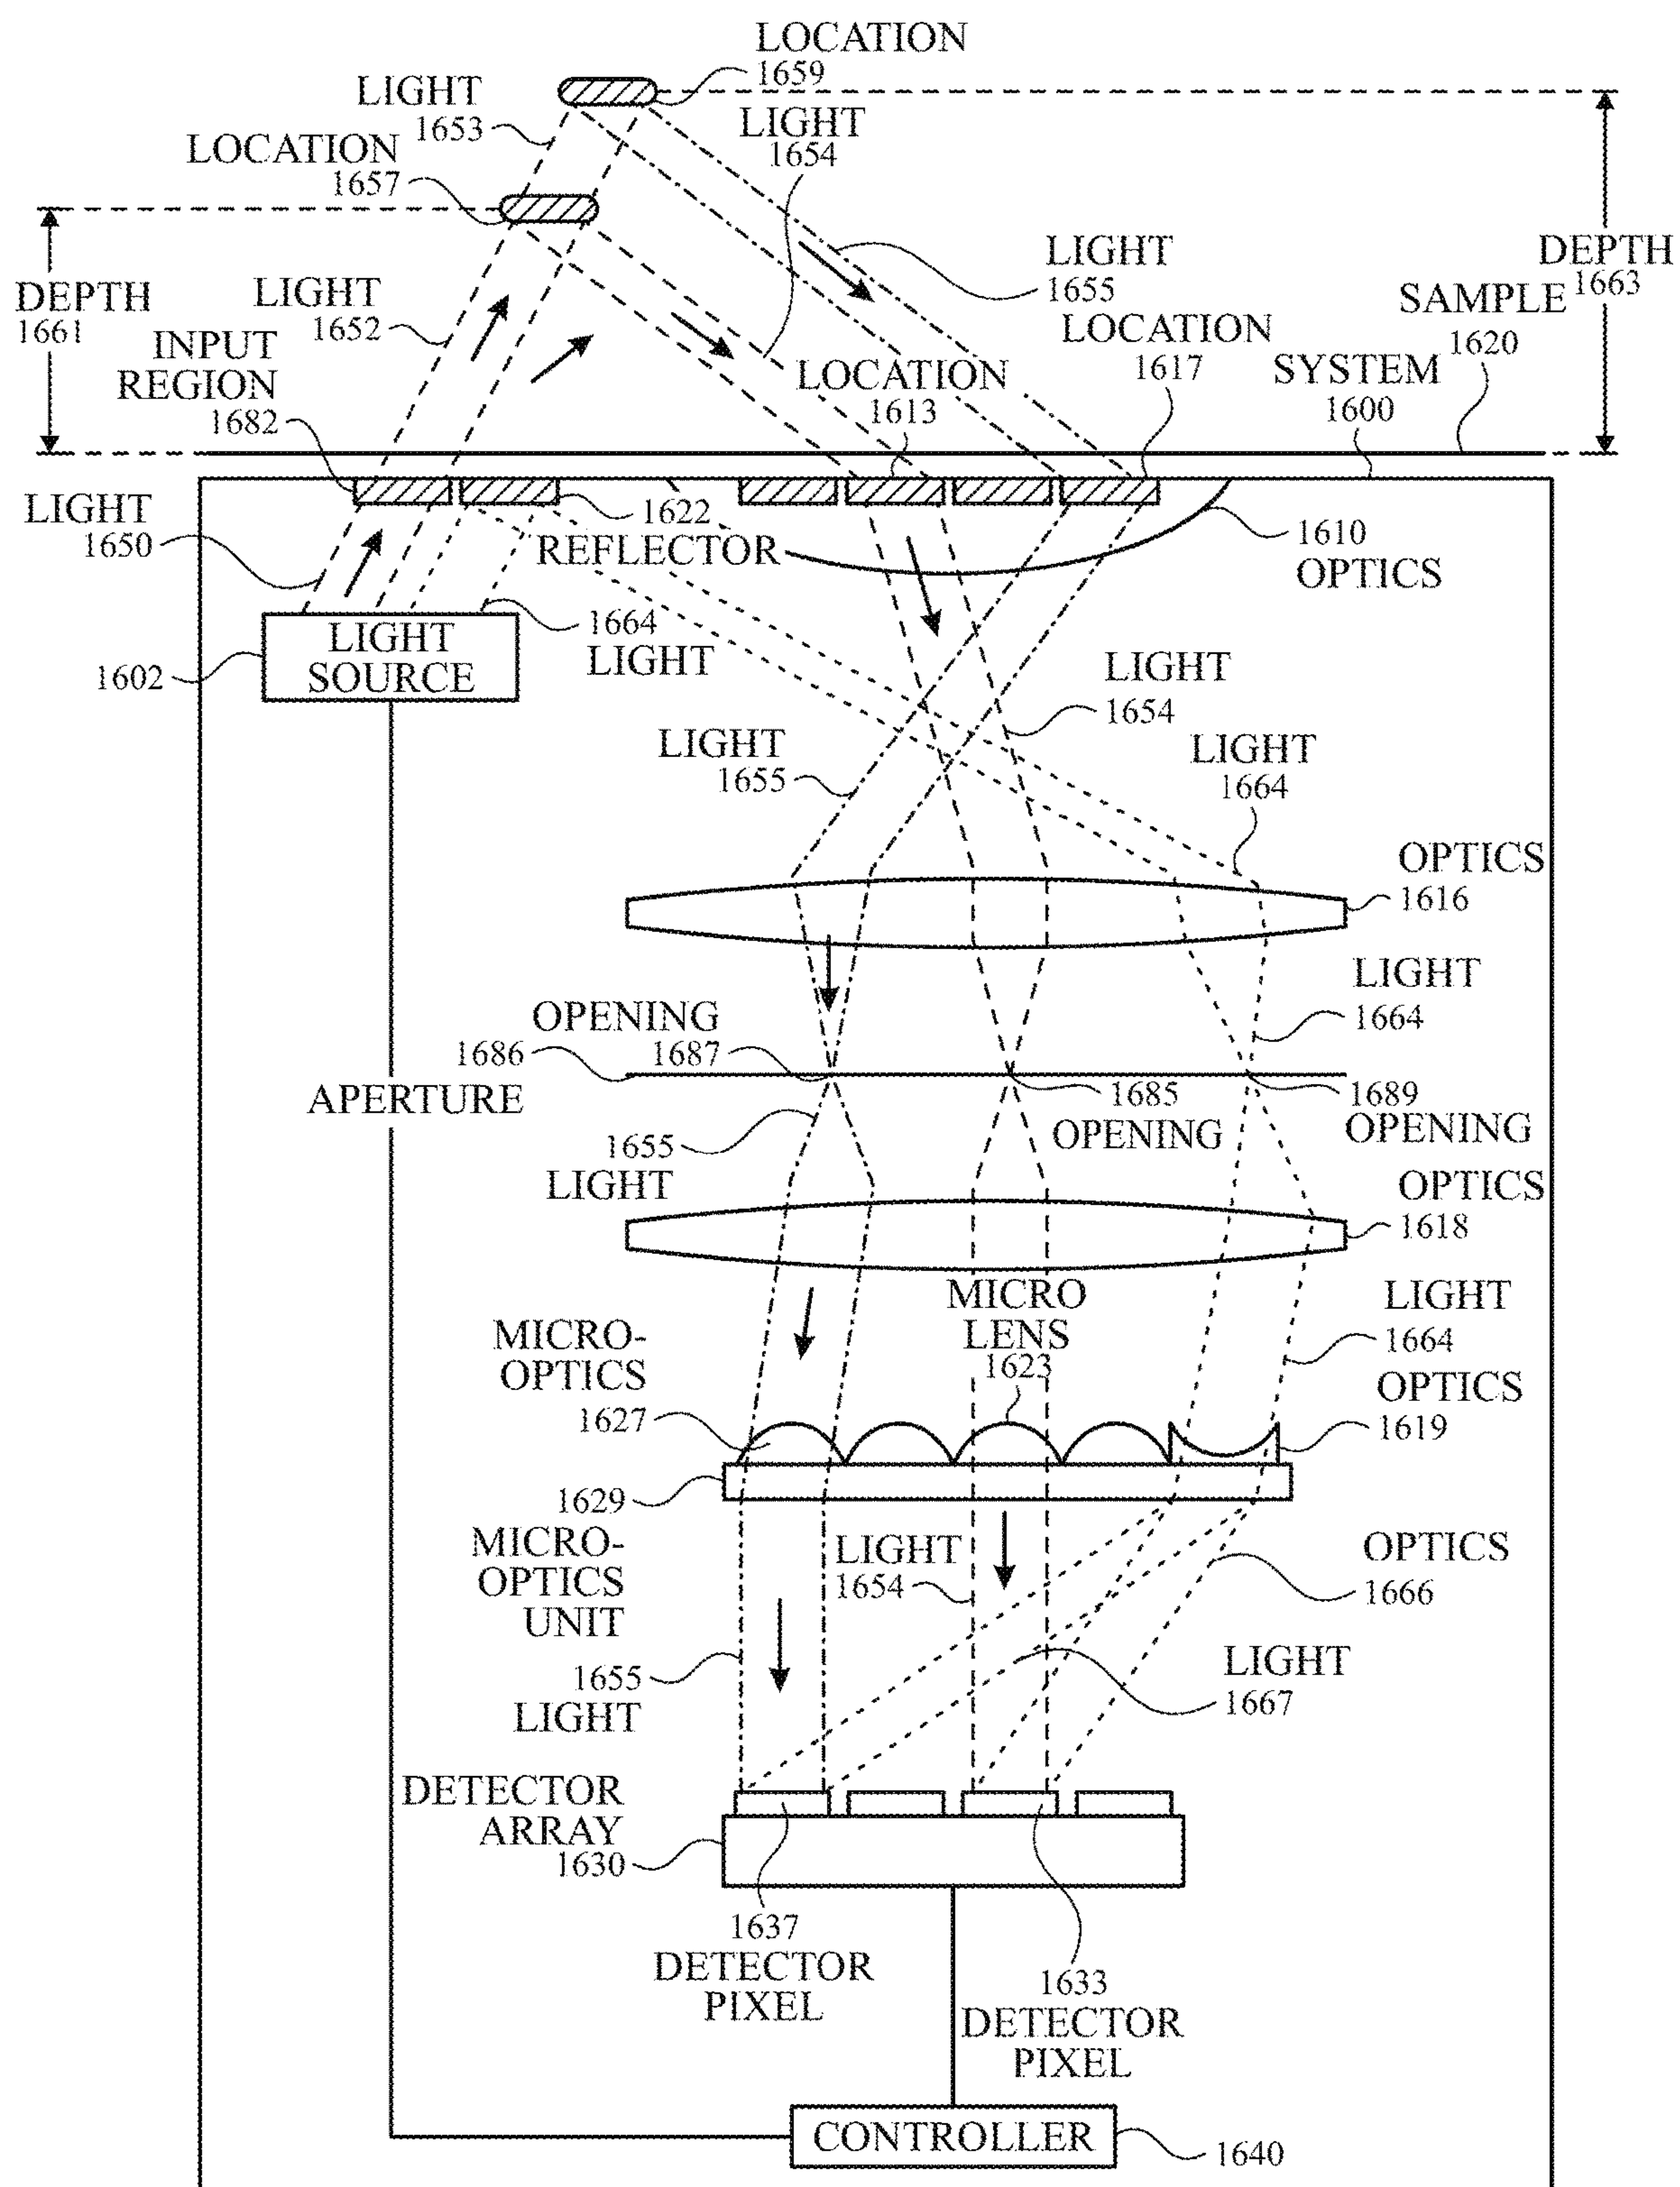 LOCATION
1659
LIGHT
1653
LIGHT
1654
LOCATION
1657
LIGHT
1655
DEPTH
1663
DEPTH
1661
LIGHT
1652
SAMPLE
1620
INPUT
REGION
1682
LOCATION
1613
LOCATION
1617
SYSTEM
1600
LIGHT
1650
1622
REFLECTOR
1610
OPTICS
LIGHT
SOURCE
1602
1664
LIGHT
LIGHT
1654
LIGHT
1655
LIGHT
1664
OPTICS
1616
LIGHT
1664
OPENING
1687
1686
APERTURE
1685
OPENING
1689
OPENING
1655
LIGHT
OPTICS
1618
MICRO
LENS
1623
LIGHT
1664
MICRO-
OPTICS
1627
OPTICS
1619
1629
MICRO-
OPTICS
UNIT
LIGHT
1654
OPTICS
1666
1655
LIGHT
LIGHT
1667
DETECTOR
ARRAY
1630
1637
DETECTOR
PIXEL
1633
DETECTOR
PIXEL
CONTROLLER
1640